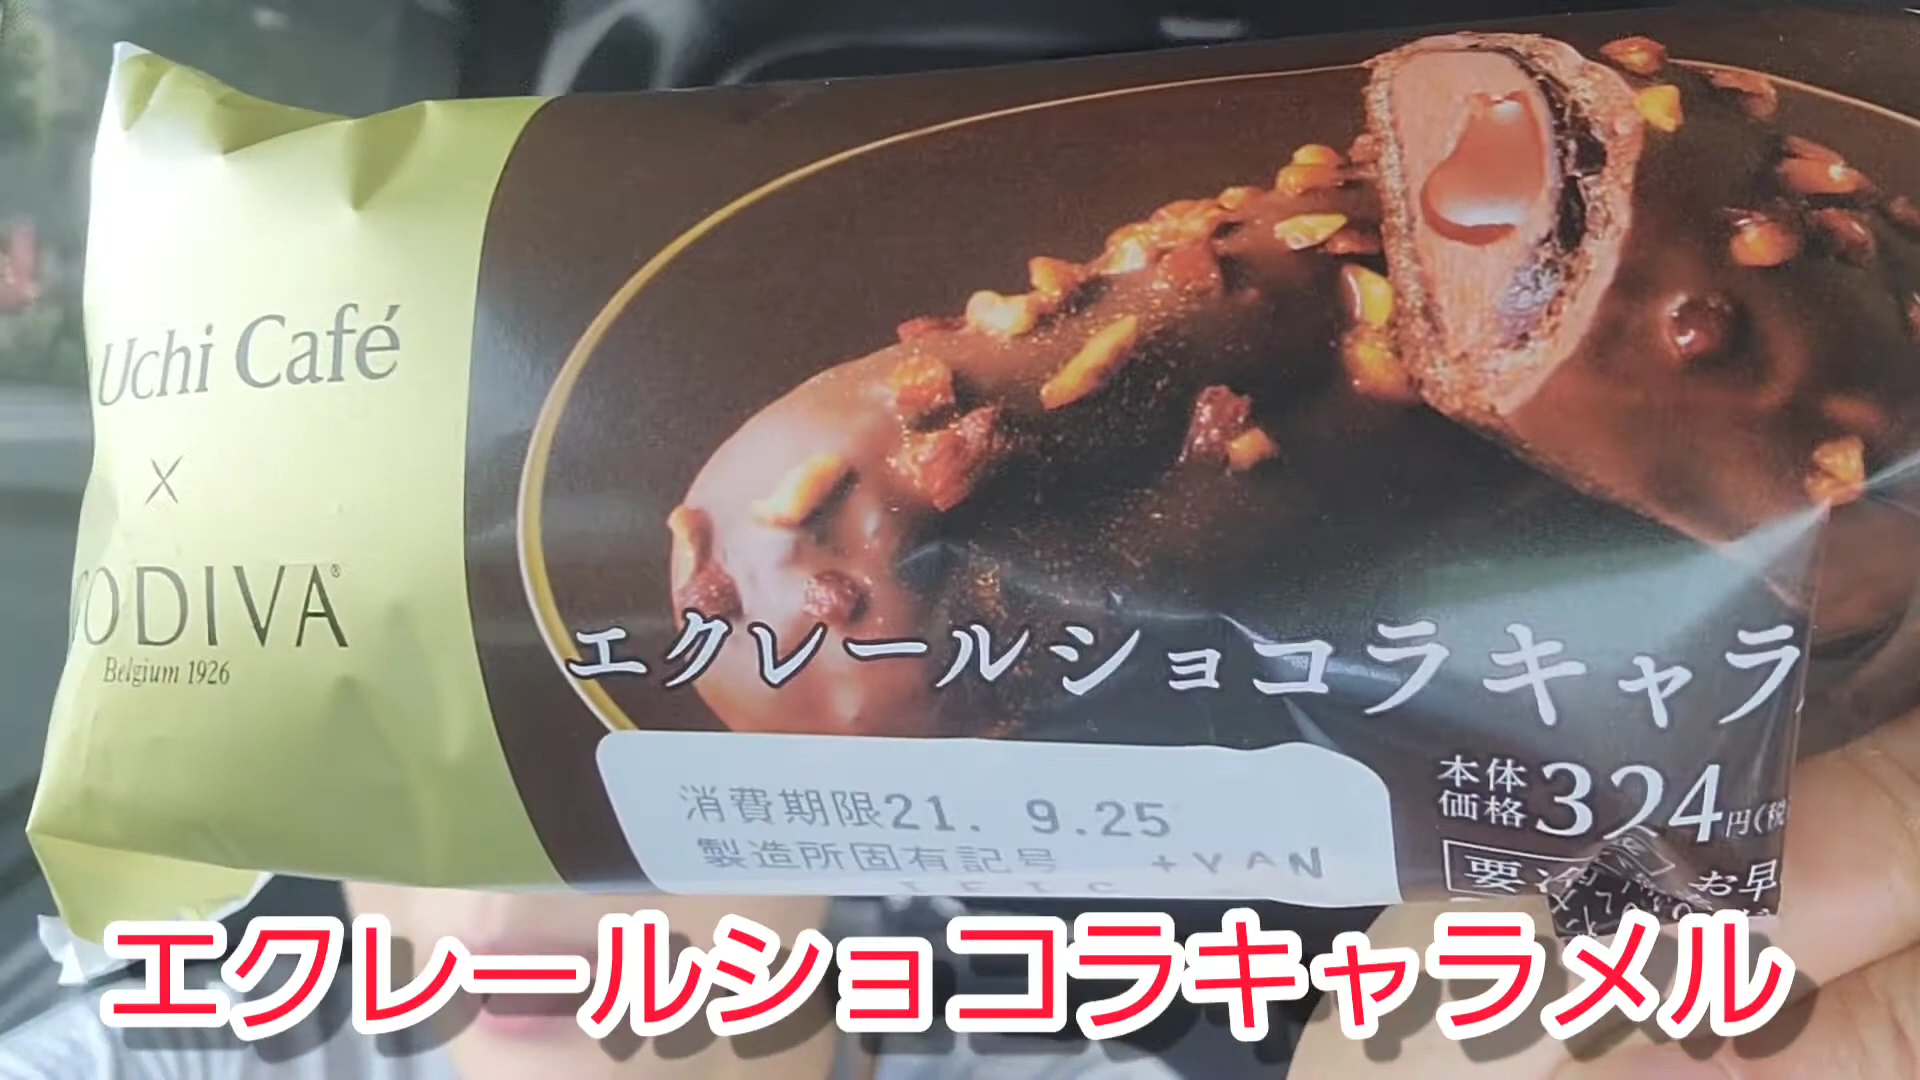 Uchi Café
×
GODIVA®
Belgium 1926
エクレールショコラキャラ
本体価格324円(税
消費期限21. 9.25
製造所固有記号 +YAN
お早
エクレールショコラキャラメル